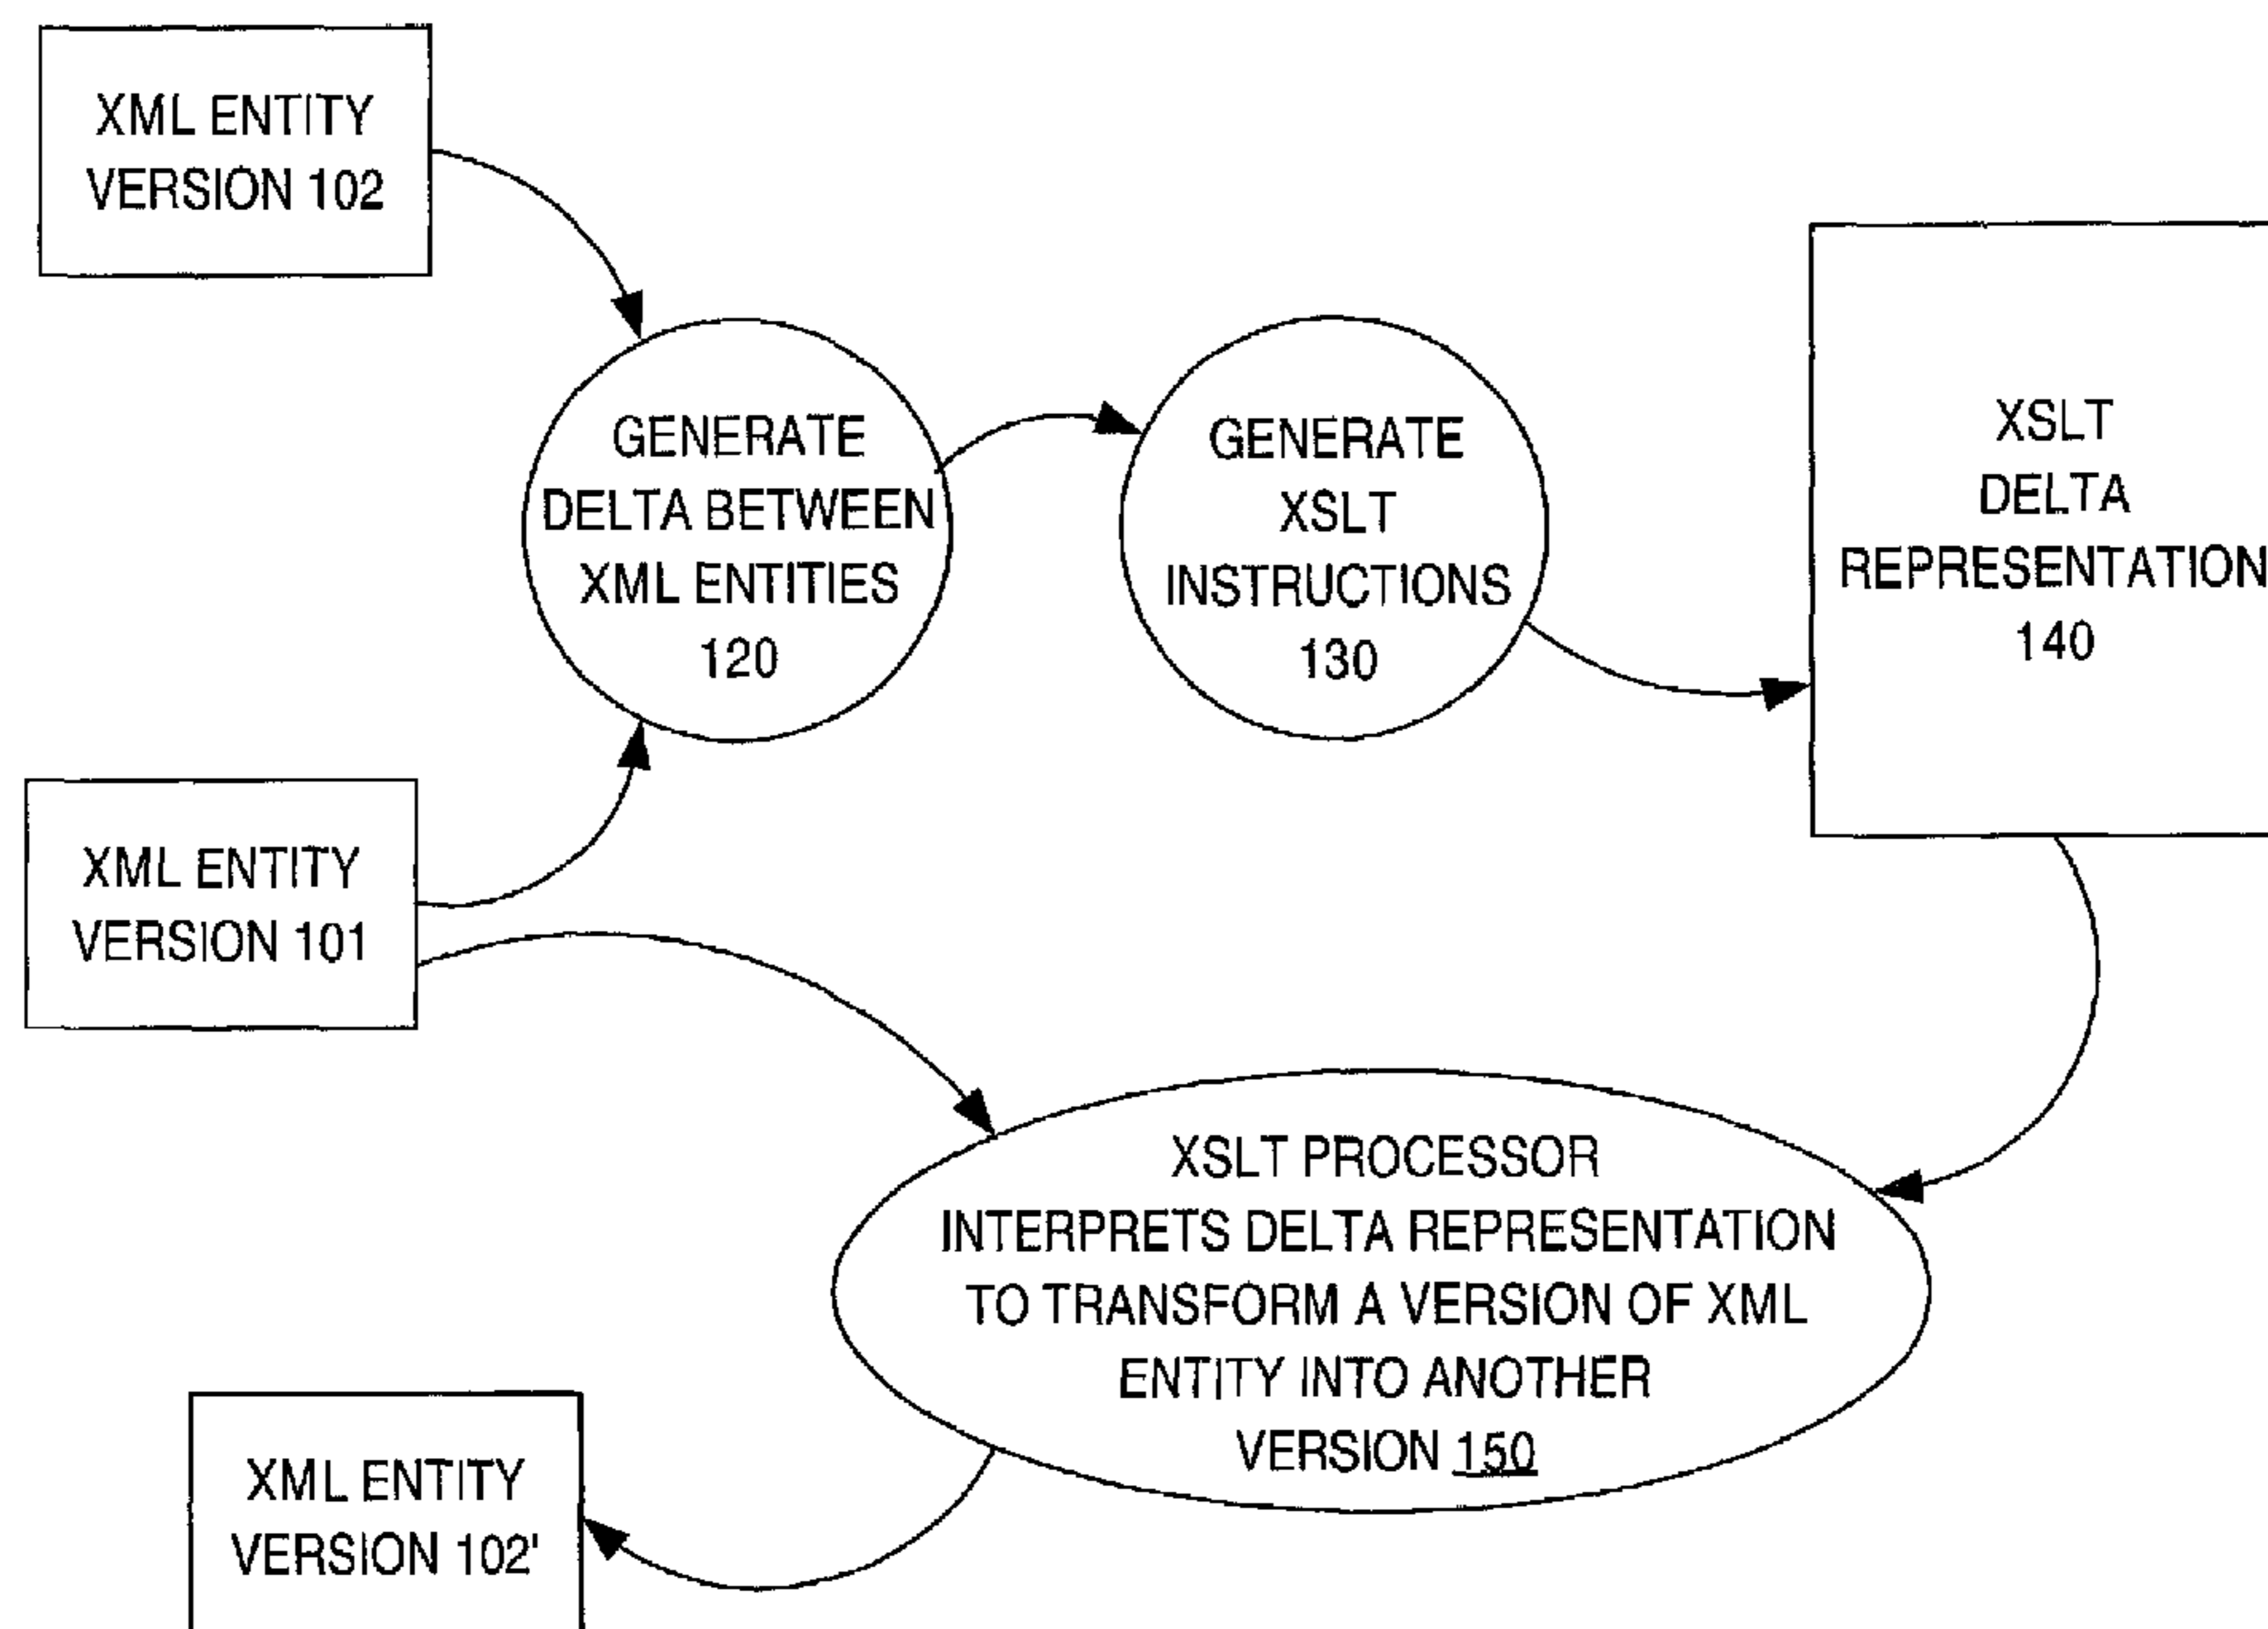 XML ENTITY
VERSION 102
GENERATE
DELTA BETWEEN
XML ENTITIES
120
GENERATE
XSLT
INSTRUCTIONS
130
XSLT
DELTA
REPRESENTATION
140
XML ENTITY
VERSION 101
XSLT PROCESSOR
INTERPRETS DELTA REPRESENTATION
TO TRANSFORM A VERSION OF XML
ENTITY INTO ANOTHER
VERSION 150
XML ENTITY
VERSION 102'